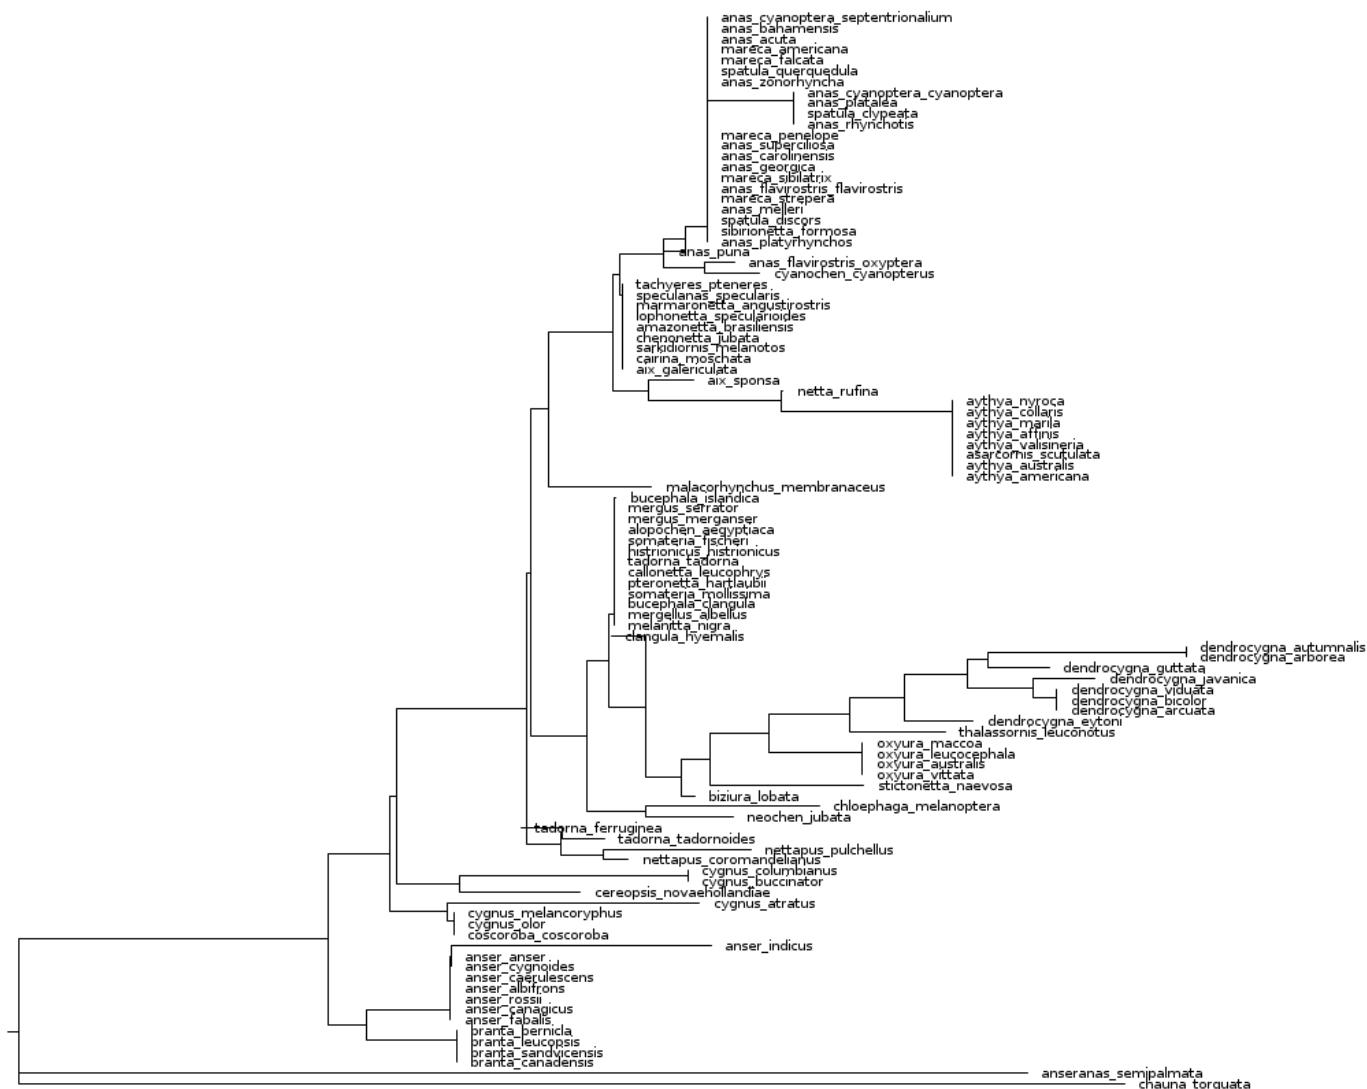 anas_cyanoptera_septentrionalium
anas_bahamensis
anas_acuta
mareca_americana
mareca_falcata
spatula_querquedula
anas_zonorhyncha
anas_cyanoptera_cyanoptera
anas_platalea
spatula_clypeata
anas_rhynchotis
mareca_penelope
anas_superciliosa
anas_carolinensis
anas_georgica
mareca_sibilatrix
anas_flavirostris_flavirostris
mareca_strepera
anas_melleri
spatula_discors
sibirionetta_formosa
anas_platyrhynchos
anas_puna
anas_flavirostris_oxyptera
cyanochen_cyanopterus
tachyeres_pteneres
speculanas_specularis
marmaronetta_angustirostris
lophonetta_specularioides
amazonetta_brasiliensis
chenonetta_jubata
sarkidiornis_melanotos
cairina_moschata
aix_galericulata
aix_sponsa
netta_rufina
aythya_nyroca
aythya_collaris
aythya_marila
aythya_affinis
aythya_valisineria
asarcornis_scutulata
aythya_australis
aythya_americana
malacorhynchus_membranaceus
bucephala_islandica
mergus_serrator
mergus_merganser
alopochen_aegyptiaca
somateria_fischeri
histrionicus_histrionicus
tadorna_tadorna
callonetta_leucophrys
pteronetta_hartlaubii
somateria_mollissima
bucephala_clangula
mergellus_albellus
melanitta_nigra
clangula_hyemalis
dendrocygna_autumnalis
dendrocygna_arborea
dendrocygna_guttata
dendrocygna_javanica
dendrocygna_viduata
dendrocygna_bicolor
dendrocygna_arcuata
dendrocygna_eytoni
thalassornis_leuconotus
oxyura_maccoa
oxyura_leucocephala
oxyura_australis
oxyura_vittata
stictonetta_naevosa
biziura_lobata
chloephaga_melanoptera
neochen_jubata
tadorna_ferruginea
tadorna_tadornoides
nettapus_pulchellus
nettapus_coromandelianus
cygnus_columbianus
cygnus_buccinator
cereopsis_novaehollandiae
cygnus_atratus
cygnus_melancoryphus
cygnus_olor
coscoroba_coscoroba
anser_indicus
anser_anser
anser_cygnoides
anser_caerulescens
anser_albifrons
anser_rossii
anser_canagicus
anser_fabalis
branta_bernicla
branta_leucopsis
branta_sandvicensis
branta_canadensis
anseranas_semipalmata
chauna_torquata